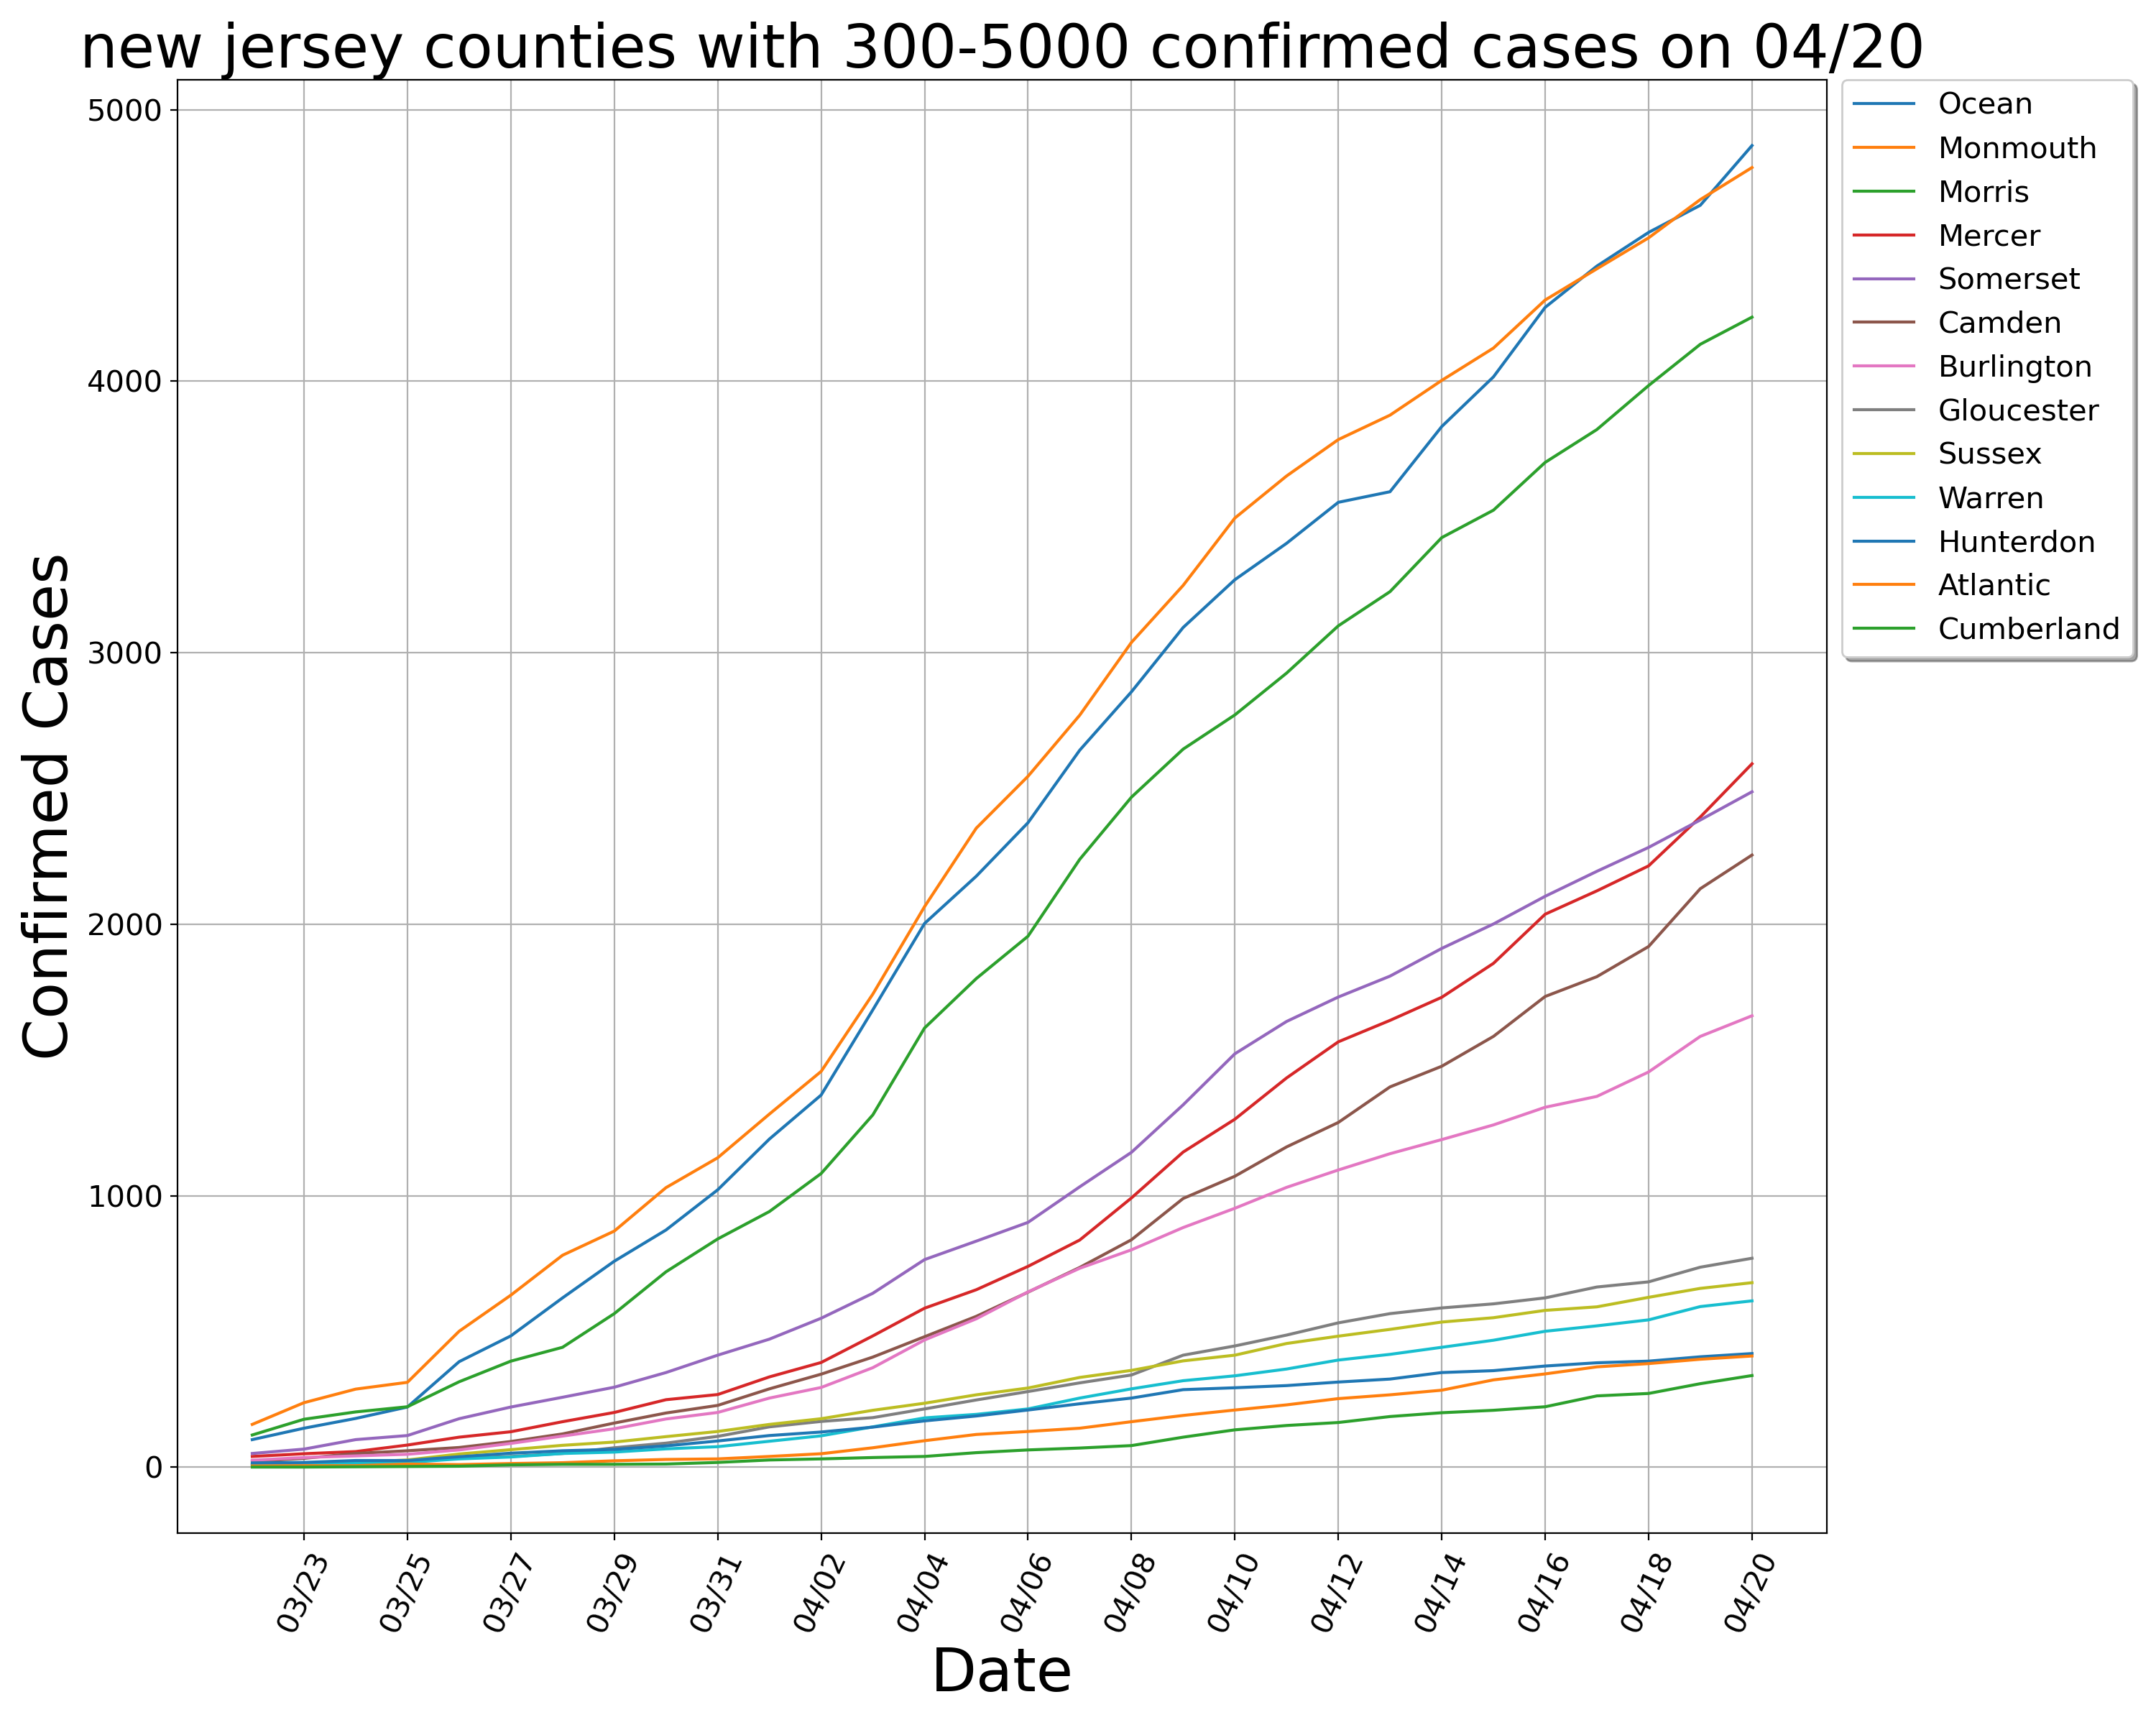 new jersey counties with 300-5000 confirmed cases on 04/20
Confirmed Cases
5000
4000
3000
2000
1000
0
03/23
03/25
03/27
03/29
03/31
04/02
04/04
04/06
04/08
04/10
04/12
04/14
04/16
04/18
04/20
Date
Ocean
Monmouth
Morris
Mercer
Somerset
Camden
Burlington
Gloucester
Sussex
Warren
Hunterdon
Atlantic
Cumberland